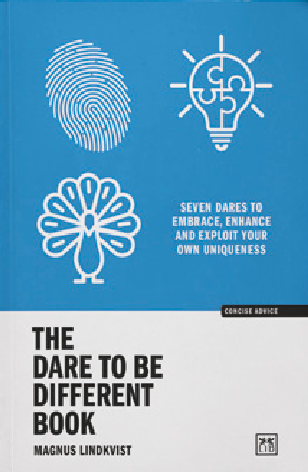 SEVEN DARES TO
EMBRACE, ENHANCE
AND EXPLOIT YOUR
OWN UNIQUENESS
CONCISE ADVICE
THE
DARE TO BE
DIFFERENT
BOOK
MAGNUS LINDKVIST
LID